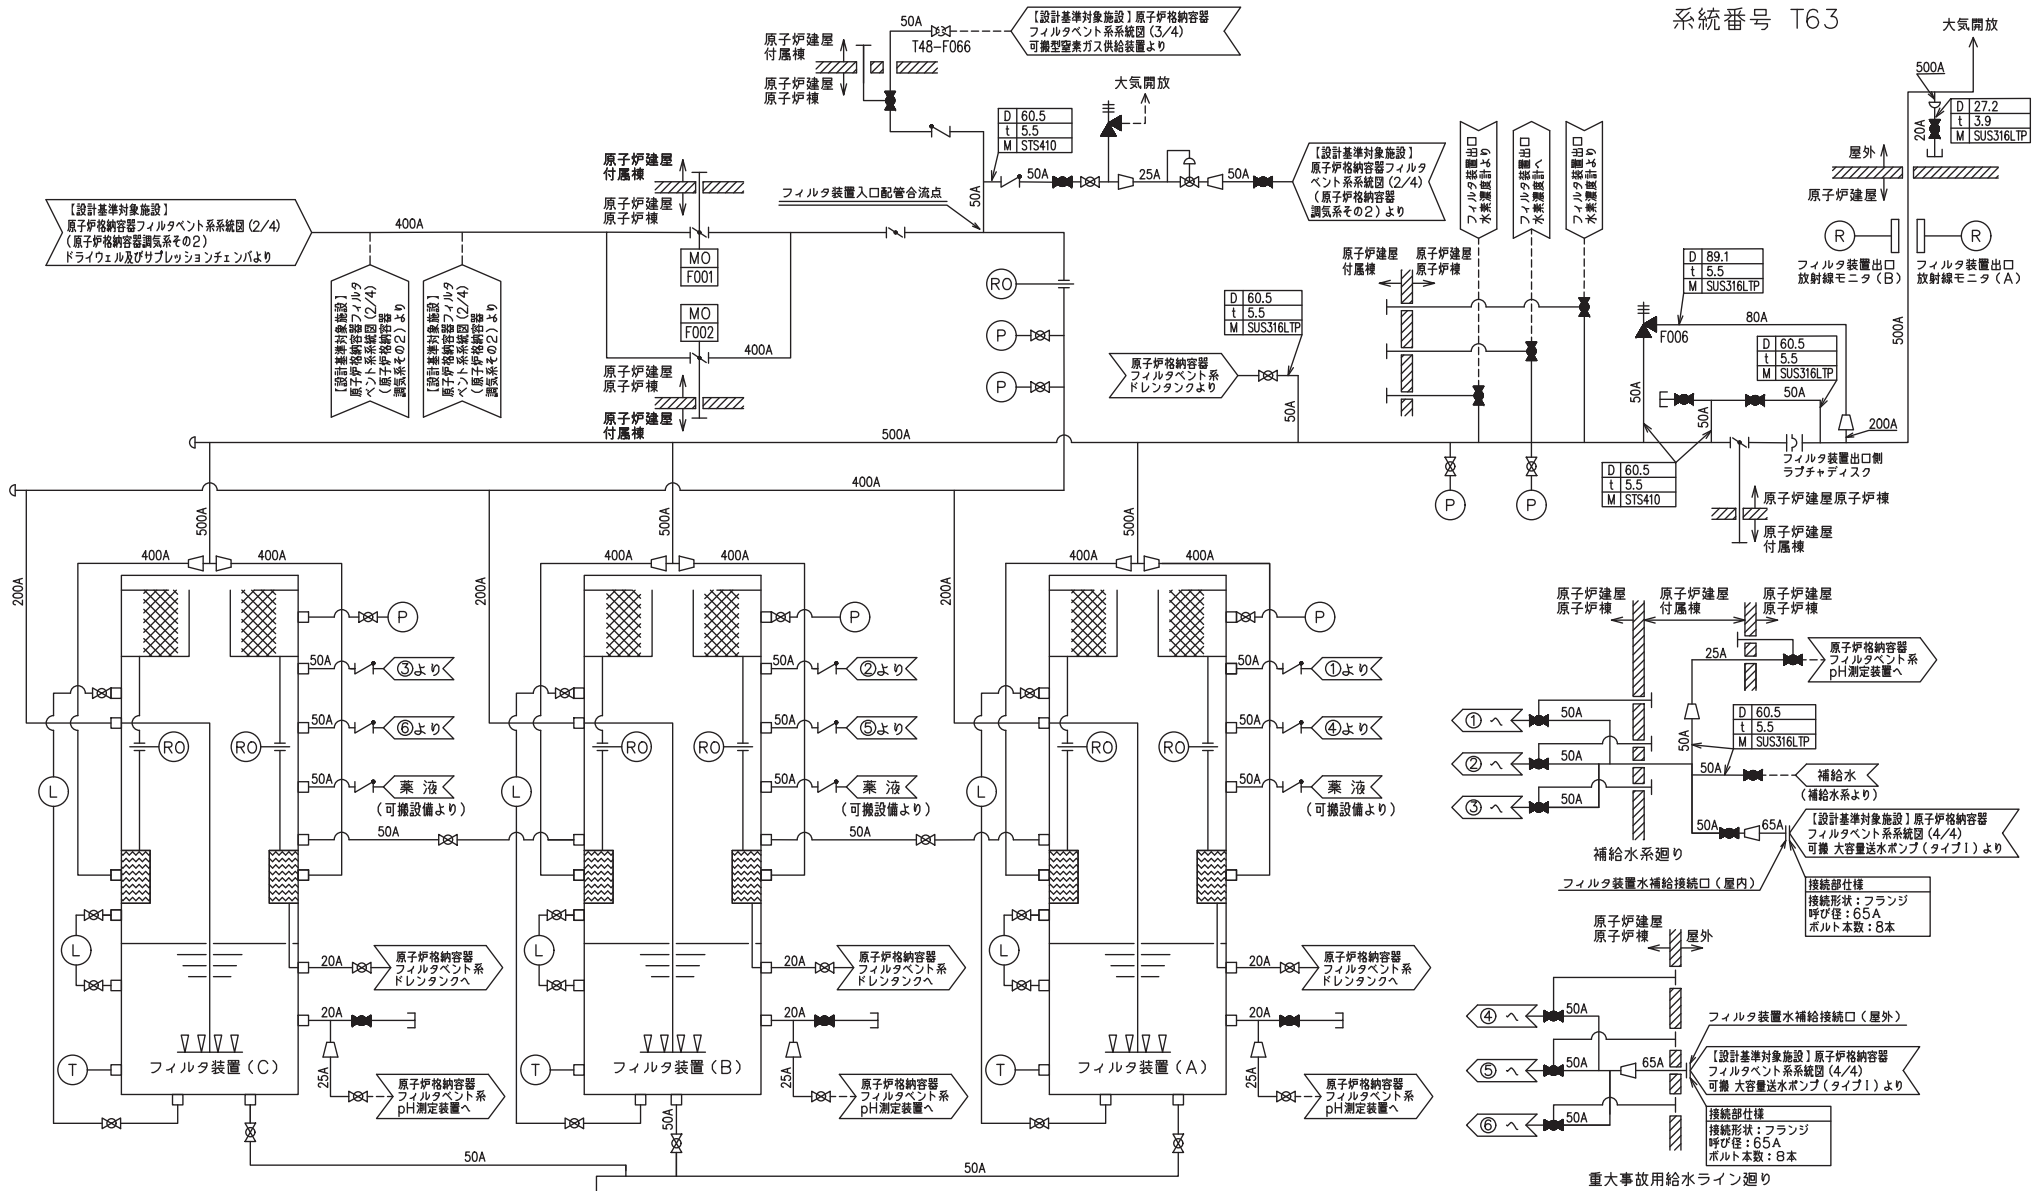 系統番号 T63
大気開放
500A
D 27.2
t 3.9
M SUS316LTP
20A
屋外
原子炉建屋
R
フィルタ装置出口
放射線モニタ(B)
R
フィルタ装置出口
放射線モニタ(A)
500A
50A
T48-F066
【設計基準対象施設】原子炉格納容器
フィルタベント系系統図(3/4)
可搬型窒素ガス供給装置より
原子炉建屋
付属棟
原子炉建屋
原子炉棟
大気開放
D 60.5
t 5.5
M STS410
50A
50A
25A
50A
【設計基準対象施設】
原子炉格納容器フィルタ
ベント系系統図(2/4)
(原子炉格納容器
調気系その2)より
フィルタ装置出口
水素濃度計より
フィルタ装置出口
水素濃度計へ
フィルタ装置出口
水素濃度計より
原子炉建屋
付属棟
原子炉建屋
原子炉棟
原子炉建屋
付属棟
原子炉建屋
原子炉棟
フィルタ装置入口配管合流点
【設計基準対象施設】
原子炉格納容器フィルタベント系系統図(2/4)
(原子炉格納容器調気系その2)
ドライウェル及びサプレッションチェンバより
400A
【設計基準対象施設】
原子炉格納容器フィルタ
ベント系系統図(2/4)
(原子炉格納容器
調気系その2)より
【設計基準対象施設】
原子炉格納容器フィルタ
ベント系系統図(2/4)
(原子炉格納容器
調気系その2)より
MO
F001
MO
F002
400A
原子炉建屋
原子炉棟
原子炉建屋
付属棟
RO
P
P
D 60.5
t 5.5
M SUS316LTP
原子炉格納容器
フィルタベント系
ドレンタンクより
50A
D 89.1
t 5.5
M SUS316LTP
F006
80A
50A
D 60.5
t 5.5
M SUS316LTP
50A
50A
200A
フィルタ装置出口側
ラプチャディスク
D 60.5
t 5.5
M STS410
P
P
原子炉建屋原子炉棟
原子炉建屋
付属棟
500A
400A
500A
500A
500A
200A
400A
400A
200A
400A
400A
200A
400A
400A
P
50A
③より
50A
⑥より
50A
薬 液
(可搬設備より)
RO
RO
L
L
T
50A
20A
原子炉格納容器
フィルタベント系
ドレンタンクへ
20A
25A
原子炉格納容器
フィルタベント系
pH測定装置へ
フィルタ装置(C)
P
50A
②より
50A
⑤より
50A
薬 液
(可搬設備より)
RO
RO
L
L
T
50A
20A
原子炉格納容器
フィルタベント系
ドレンタンクへ
20A
25A
原子炉格納容器
フィルタベント系
pH測定装置へ
フィルタ装置(B)
P
50A
①より
50A
④より
50A
薬 液
(可搬設備より)
RO
RO
L
L
T
20A
原子炉格納容器
フィルタベント系
ドレンタンクへ
20A
25A
原子炉格納容器
フィルタベント系
pH測定装置へ
フィルタ装置(A)
50A
50A
50A
原子炉建屋
原子炉棟
原子炉建屋
付属棟
原子炉建屋
原子炉棟
25A
原子炉格納容器
フィルタベント系
pH測定装置へ
① へ
50A
② へ
50A
③ へ
50A
50A
D 60.5
t 5.5
M SUS316LTP
50A
補給水
(補給水系より)
50A
65A
【設計基準対象施設】原子炉格納容器
フィルタベント系系統図(4/4)
可搬 大容量送水ポンプ(タイプⅠ)より
補給水系廻り
フィルタ装置水補給接続口(屋内)
接続部仕様
接続形状:フランジ
呼び径:65A
ボルト本数:8本
原子炉建屋
原子炉棟
屋外
④ へ
50A
⑤ へ
50A
⑥ へ
50A
65A
フィルタ装置水補給接続口(屋外)
【設計基準対象施設】原子炉格納容器
フィルタベント系系統図(4/4)
可搬 大容量送水ポンプ(タイプⅠ)より
接続部仕様
接続形状:フランジ
呼び径:65A
ボルト本数:8本
重大事故用給水ライン廻り